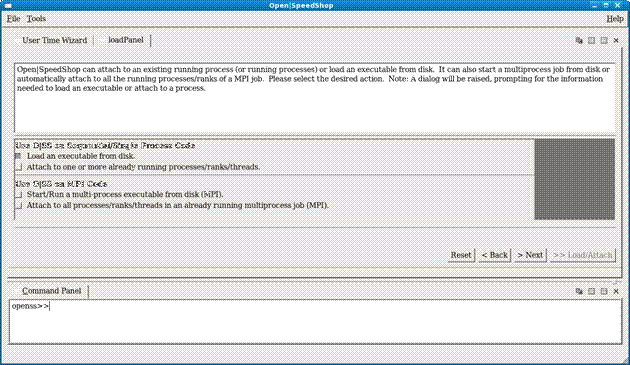 Open|SpeedShop
File Tools Help
User Time Wizard loadPanel
Open|SpeedShop can attach to an existing running process (or running processes) or load an executable from disk. It can also start a multiprocess job from disk or
automatically attach to all the running processes/ranks of a MPI job. Please select the desired action. Note: A dialog will be raised, prompting for the information
needed to load an executable or attach to a process.
Use O|SS on Sequential/Single Process Code
Load an executable from disk.
Attach to one or more already running processes/ranks/threads.
Use O|SS on MPI Code
Start/Run a multi-process executable from disk (MPI).
Attach to all processes/ranks/threads in an already running multiprocess job (MPI).
Reset < Back > Next >> Load/Attach
Command Panel
openss>>